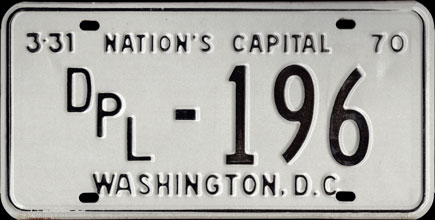 3·31 NATION'S CAPITAL 70
DPL-196
WASHINGTON, D.C.